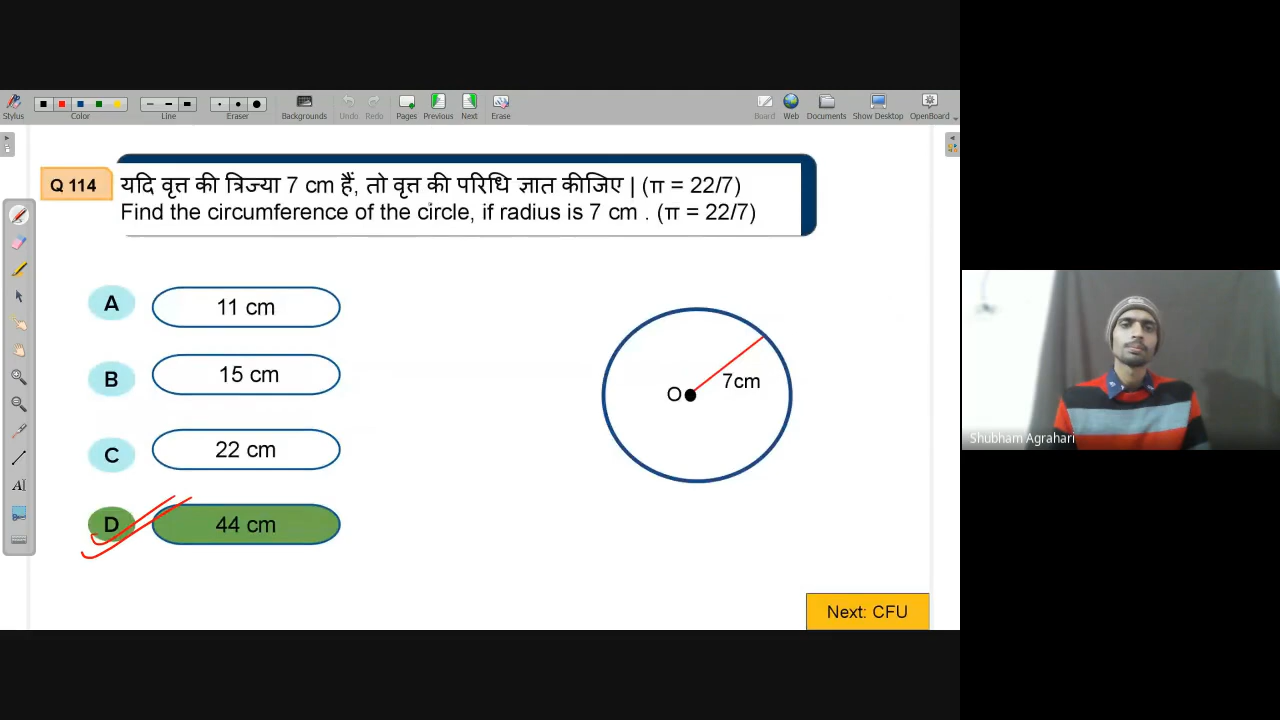 Stylus
Color
Line
Eraser
Backgrounds
Undo
Redo
Pages
Previous
Next
Erase
Board
Web
Documents
Show Desktop
OpenBoard
Q 114
यदि वृत्त की त्रिज्या 7 cm हैं, तो वृत्त की परिधि ज्ञात कीजिए | (π = 22/7)
Find the circumference of the circle, if radius is 7 cm . (π = 22/7)
A
11 cm
B
15 cm
C
22 cm
D
44 cm
O
7cm
Next: CFU
Shubham Agrahari